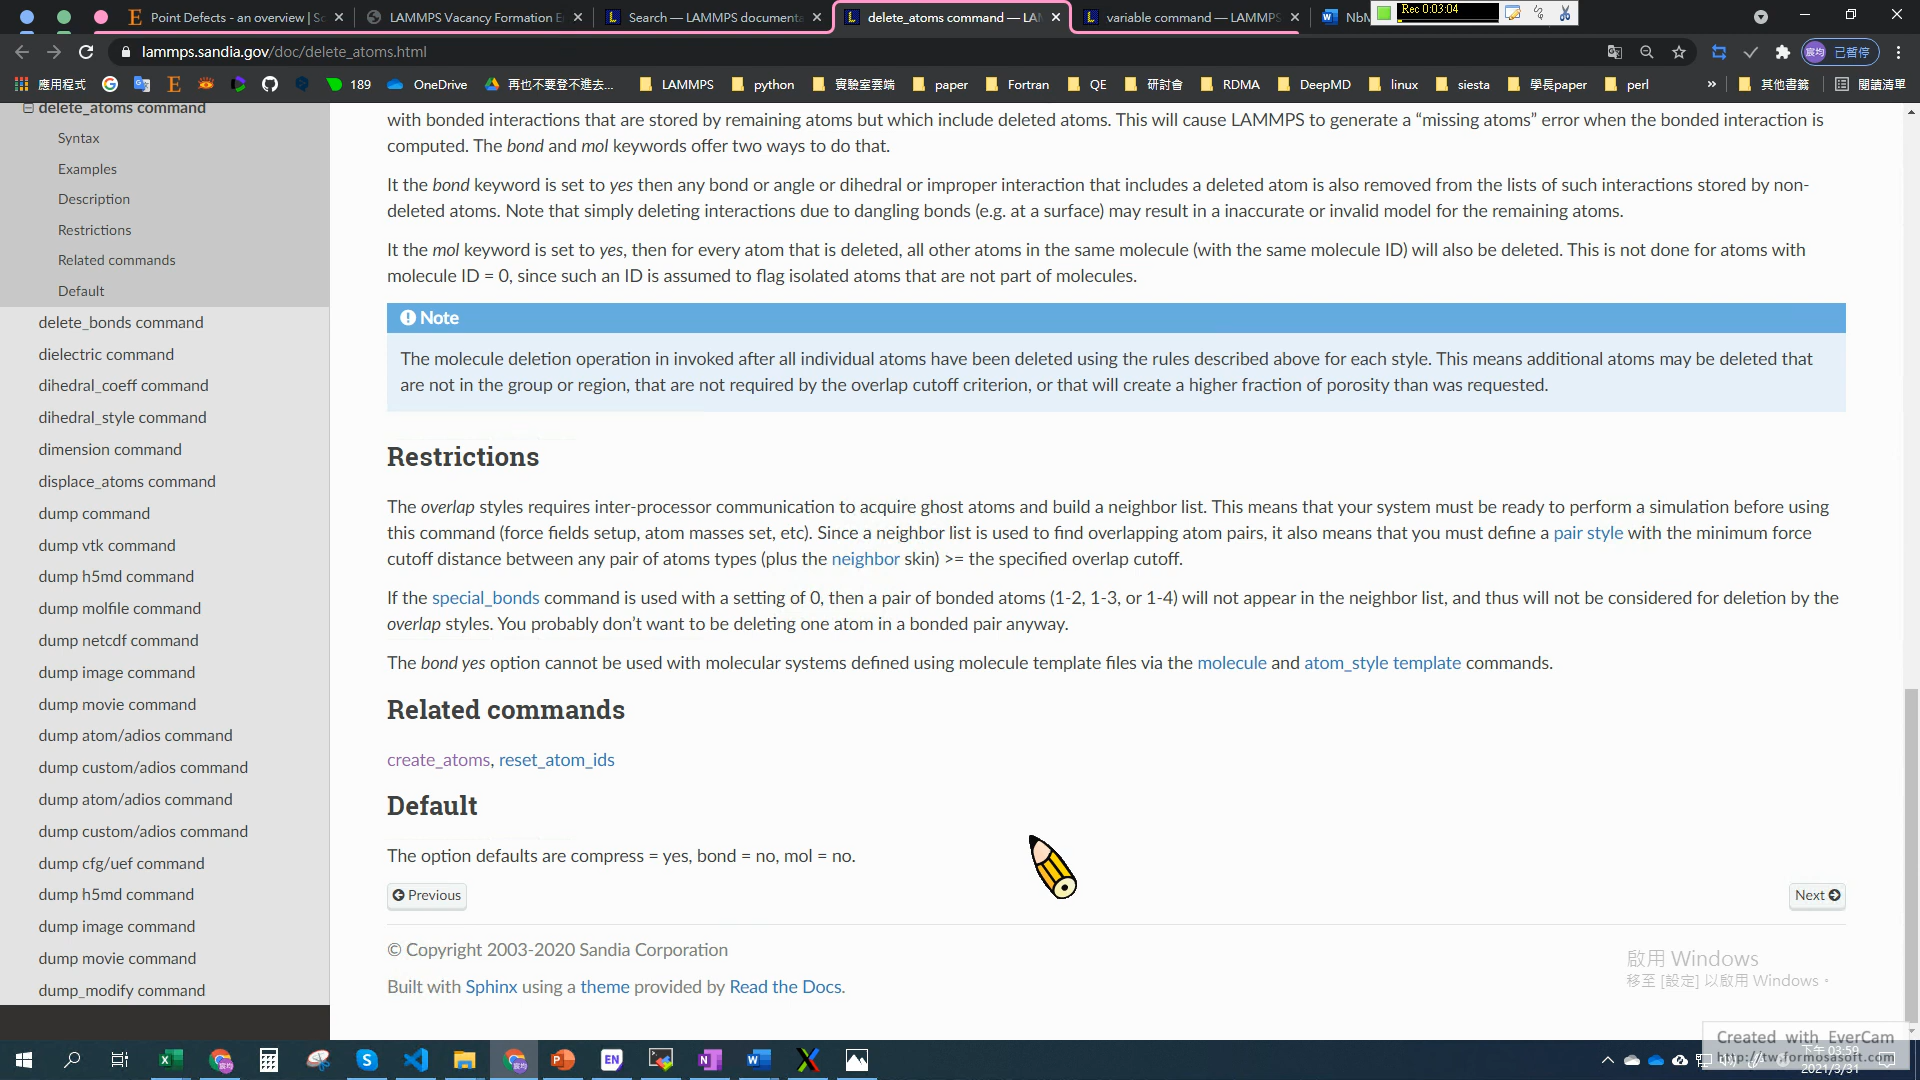 Point Defects - an overview | Sc
LAMMPS Vacancy Formation E
Search — LAMMPS documenta
delete_atoms command — LAM
variable command — LAMMPS
NbM
Rec 0:03:04
lammps.sandia.gov/doc/delete_atoms.html
宸均 已暫停
應用程式
189
OneDrive
再也不要登不進去...
LAMMPS
python
實驗室雲端
paper
Fortran
QE
研討會
RDMA
DeepMD
linux
siesta
學長paper
perl
»
其他書籤
閱讀清單
delete_atoms command
Syntax
Examples
Description
Restrictions
Related commands
Default
delete_bonds command
dielectric command
dihedral_coeff command
dihedral_style command
dimension command
displace_atoms command
dump command
dump vtk command
dump h5md command
dump molfile command
dump netcdf command
dump image command
dump movie command
dump atom/adios command
dump custom/adios command
dump atom/adios command
dump custom/adios command
dump cfg/uef command
dump h5md command
dump image command
dump movie command
dump_modify command
with bonded interactions that are stored by remaining atoms but which include deleted atoms. This will cause LAMMPS to generate a “missing atoms” error when the bonded interaction is
computed. The bond and mol keywords offer two ways to do that.
It the bond keyword is set to yes then any bond or angle or dihedral or improper interaction that includes a deleted atom is also removed from the lists of such interactions stored by non-
deleted atoms. Note that simply deleting interactions due to dangling bonds (e.g. at a surface) may result in a inaccurate or invalid model for the remaining atoms.
It the mol keyword is set to yes, then for every atom that is deleted, all other atoms in the same molecule (with the same molecule ID) will also be deleted. This is not done for atoms with
molecule ID = 0, since such an ID is assumed to flag isolated atoms that are not part of molecules.
Note
The molecule deletion operation in invoked after all individual atoms have been deleted using the rules described above for each style. This means additional atoms may be deleted that
are not in the group or region, that are not required by the overlap cutoff criterion, or that will create a higher fraction of porosity than was requested.
Restrictions
The overlap styles requires inter-processor communication to acquire ghost atoms and build a neighbor list. This means that your system must be ready to perform a simulation before using
this command (force fields setup, atom masses set, etc). Since a neighbor list is used to find overlapping atom pairs, it also means that you must define a pair style with the minimum force
cutoff distance between any pair of atoms types (plus the neighbor skin) >= the specified overlap cutoff.
If the special_bonds command is used with a setting of 0, then a pair of bonded atoms (1-2, 1-3, or 1-4) will not appear in the neighbor list, and thus will not be considered for deletion by the
overlap styles. You probably don’t want to be deleting one atom in a bonded pair anyway.
The bond yes option cannot be used with molecular systems defined using molecule template files via the molecule and atom_style template commands.
Related commands
create_atoms, reset_atom_ids
Default
The option defaults are compress = yes, bond = no, mol = no.
Previous
Next
© Copyright 2003-2020 Sandia Corporation
Built with Sphinx using a theme provided by Read the Docs.
啟用 Windows
移至 [設定] 以啟用 Windows。
Created with EverCam
http://tw.formosasoft.com
下午 03:59
2021/3/31
EN